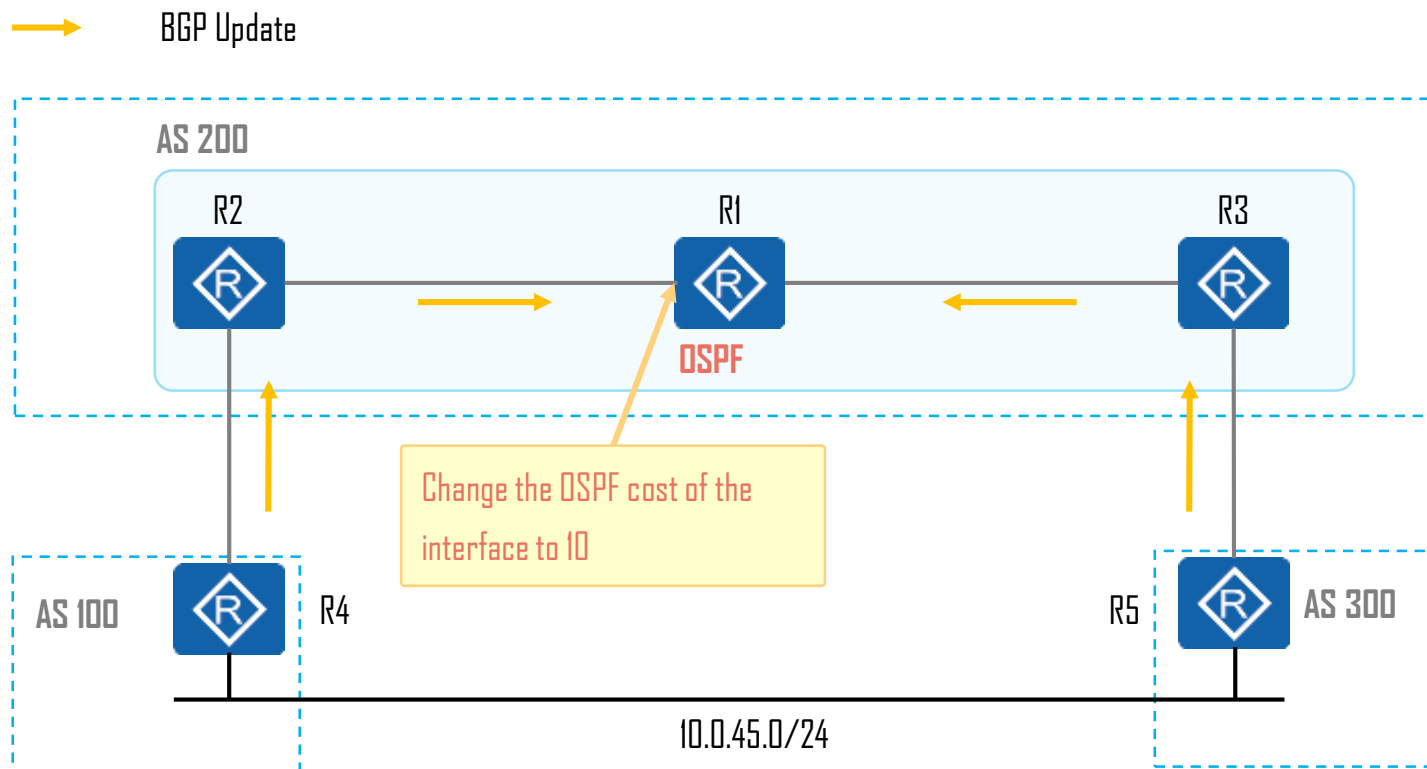 BGP Update
AS 200
R2
R1
R3
R
R
R
OSPF
Change the OSPF cost of the
interface to 10
AS 100
R
R4
R5
R
AS 300
10.0.45.0/24